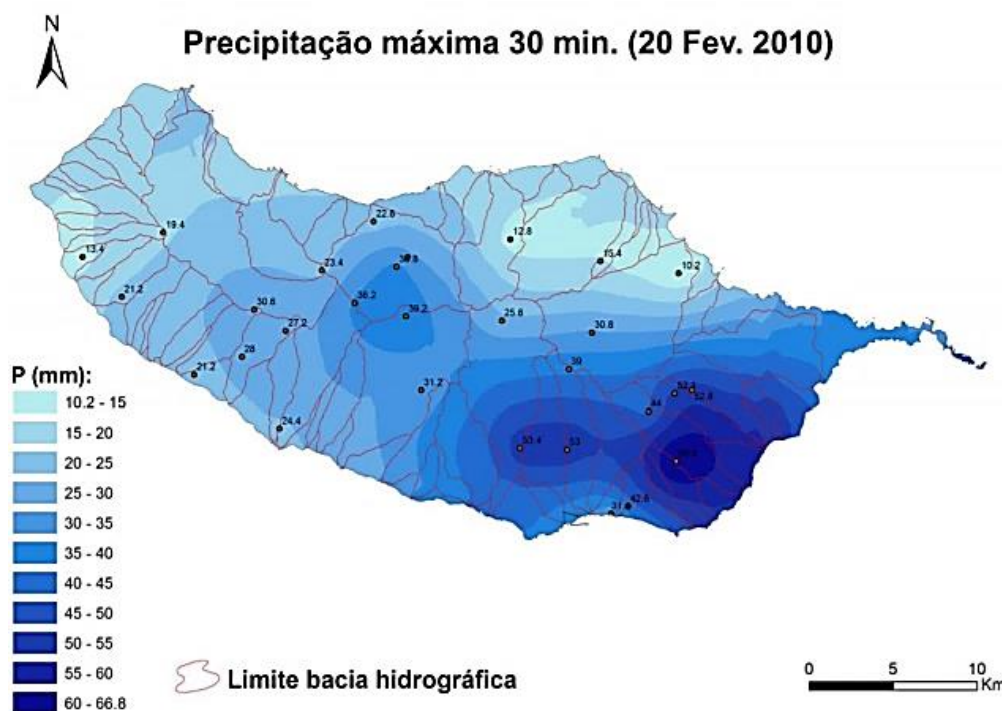 N
Precipitação máxima 30 min. (20 Fev. 2010)
22.8
19.4
12.8
13.4
15.4
23.4
10.2
21.2
38.2
30.8
39.2
25.8
27.2
30.8
28
39
21.2
31.2
52.8
44
24.4
53.4
53
42.6
31
P (mm):
10.2 - 15
15 - 20
20 - 25
25 - 30
30 - 35
35 - 40
40 - 45
45 - 50
50 - 55
55 - 60
60 - 66.8
Limite bacia hidrográfica
0 5 10
Km